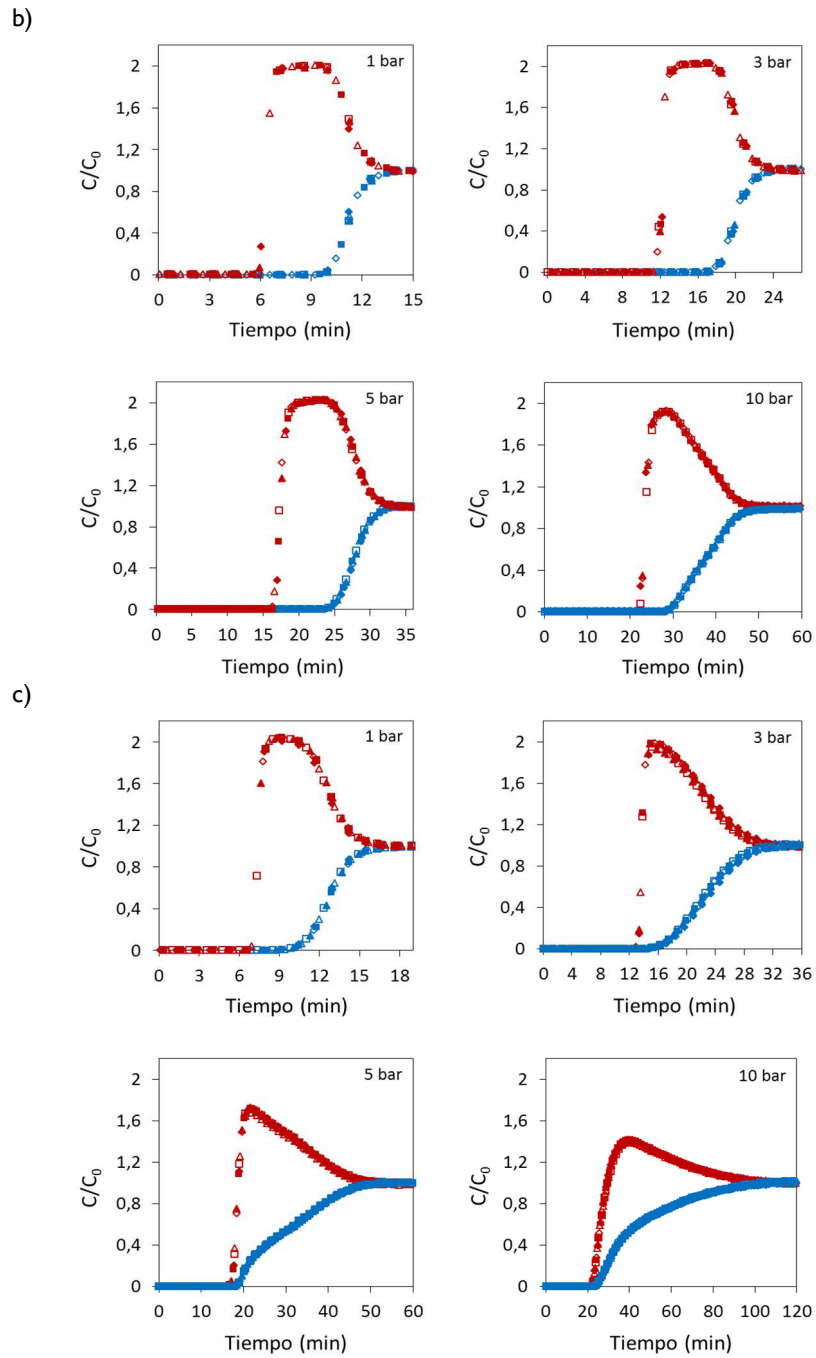 b)
1 bar
C/C0
2
1,6
1,2
0,8
0,4
0
0 3 6 9 12 15
Tiempo (min)
3 bar
C/C0
2
1,6
1,2
0,8
0,4
0
0 4 8 12 16 20 24
Tiempo (min)
5 bar
C/C0
2
1,6
1,2
0,8
0,4
0
0 5 10 15 20 25 30 35
Tiempo (min)
10 bar
C/C0
2
1,6
1,2
0,8
0,4
0
0 10 20 30 40 50 60
Tiempo (min)
c)
1 bar
C/C0
2
1,6
1,2
0,8
0,4
0
0 3 6 9 12 15 18
Tiempo (min)
3 bar
C/C0
2
1,6
1,2
0,8
0,4
0
0 4 8 12 16 20 24 28 32 36
Tiempo (min)
5 bar
C/C0
2
1,6
1,2
0,8
0,4
0
0 10 20 30 40 50 60
Tiempo (min)
10 bar
C/C0
2
1,6
1,2
0,8
0,4
0
0 20 40 60 80 100 120
Tiempo (min)